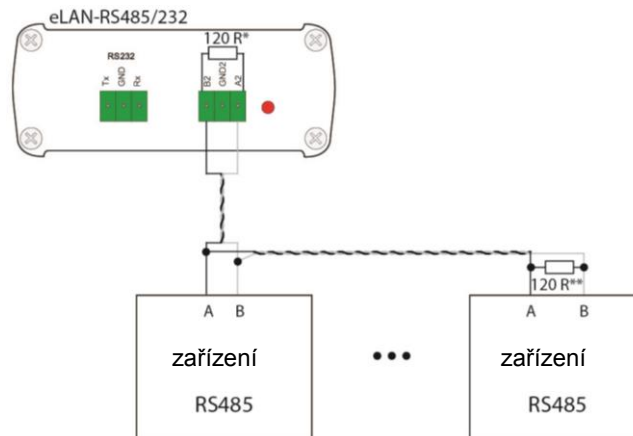 eLAN-RS485/232
120 R*
RS232
Tx GND Rx
B2 GND2 A2
120 R**
A B
A B
zařízení
RS485
zařízení
RS485